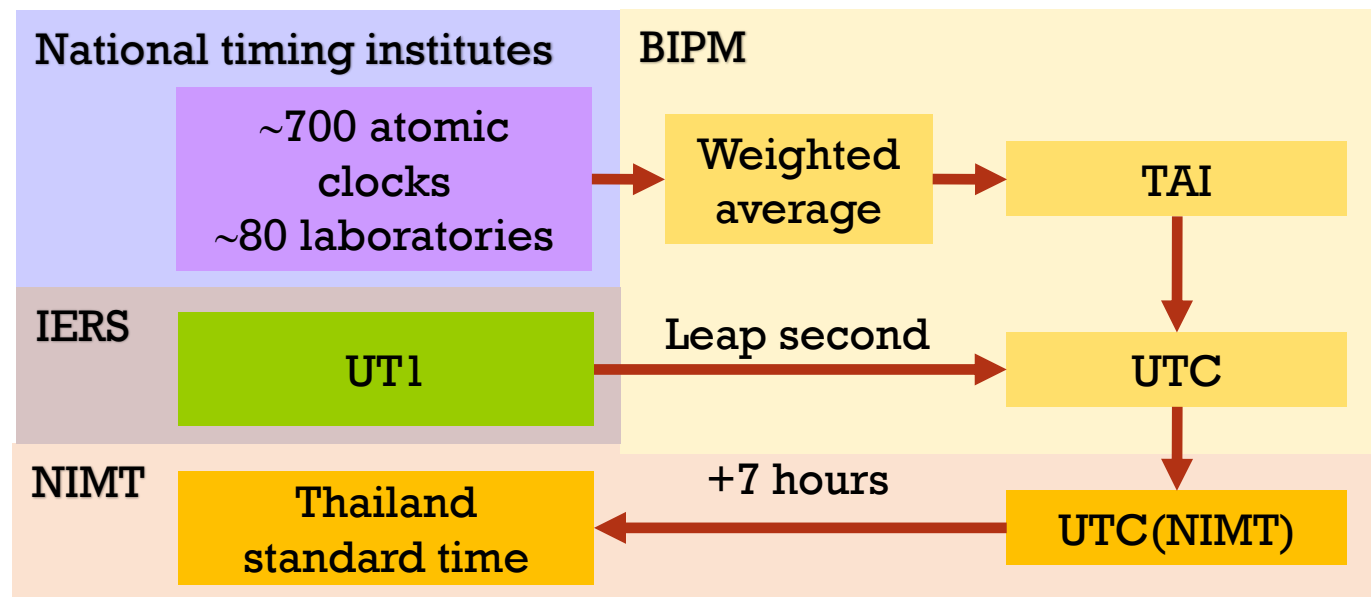 National timing institutes
BIPM
~700 atomic
clocks
~80 laboratories
Weighted
average
TAI
IERS
UT1
Leap second
UTC
NIMT
Thailand
standard time
+7 hours
UTC(NIMT)